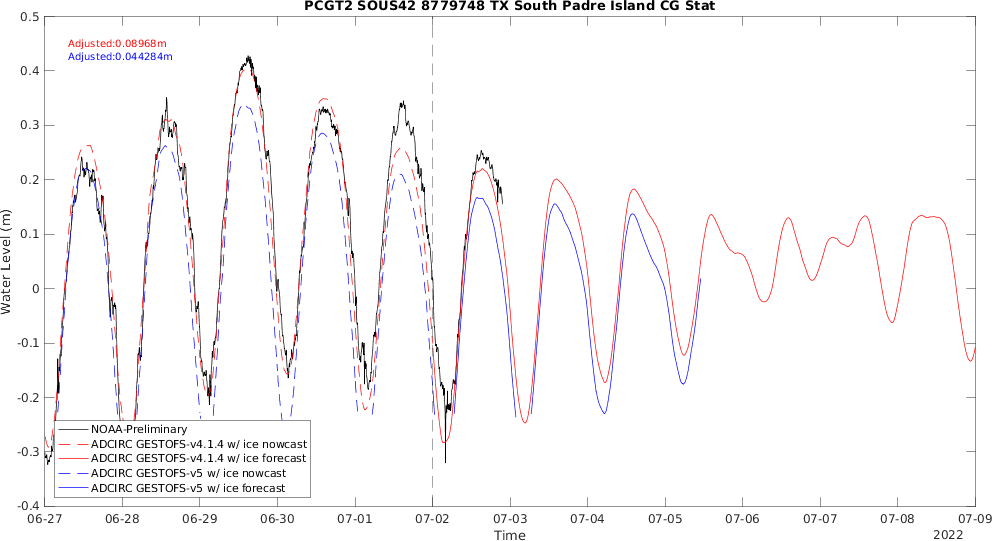 PCGT2 SOUS42 8779748 TX South Padre Island CG Stat
0.5
Adjusted:0.08968m
Adjusted:0.044284m
0.4
0.3
0.2
0.1
0
-0.1
-0.2
-0.3
-0.4
Water Level (m)
NOAA-Preliminary
ADCIRC GESTOFS-v4.1.4 w/ ice nowcast
ADCIRC GESTOFS-v4.1.4 w/ ice forecast
ADCIRC GESTOFS-v5 w/ ice nowcast
ADCIRC GESTOFS-v5 w/ ice forecast
06-27 06-28 06-29 06-30 07-01 07-02 07-03 07-04 07-05 07-06 07-07 07-08 07-09
Time
2022